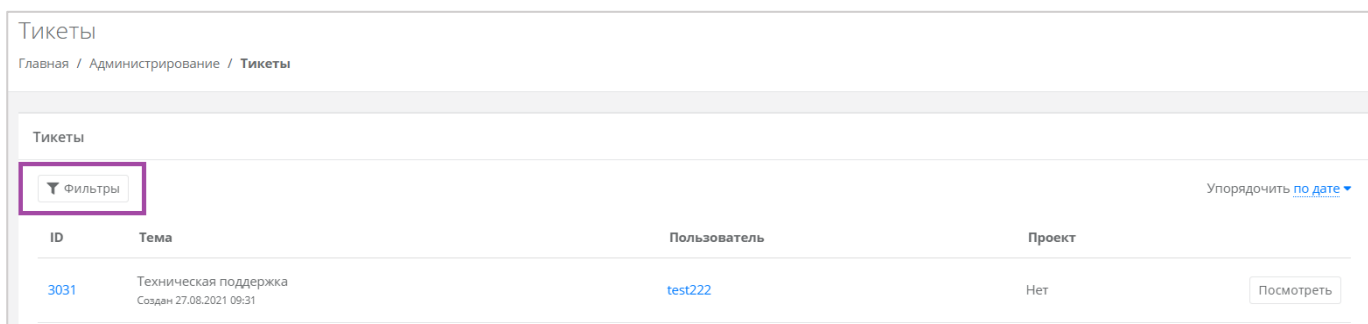 Тикеты
Главная / Администрирование / Тикеты
Тикеты
Фильтры
Упорядочить по дате
ID Тема Пользователь Проект
3031 Техническая поддержка test222 Нет Посмотреть
Создан 27.08.2021 09:31